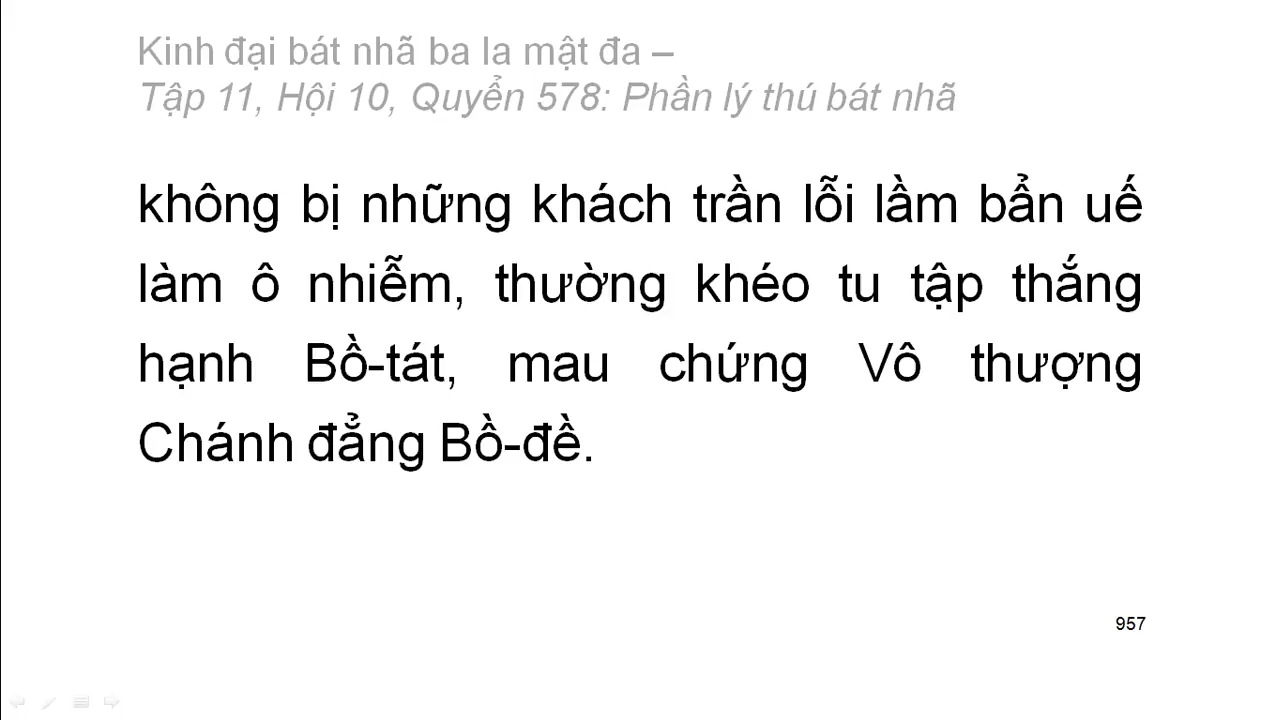 Kinh đại bát nhã ba la mật đa –
Tập 11, Hội 10, Quyển 578: Phần lý thú bát nhã
không bị những khách trần lỗi lầm bẩn uế
làm ô nhiễm, thường khéo tu tập thắng
hạnh Bồ-tát, mau chứng Vô thượng
Chánh đẳng Bồ-đề.
957